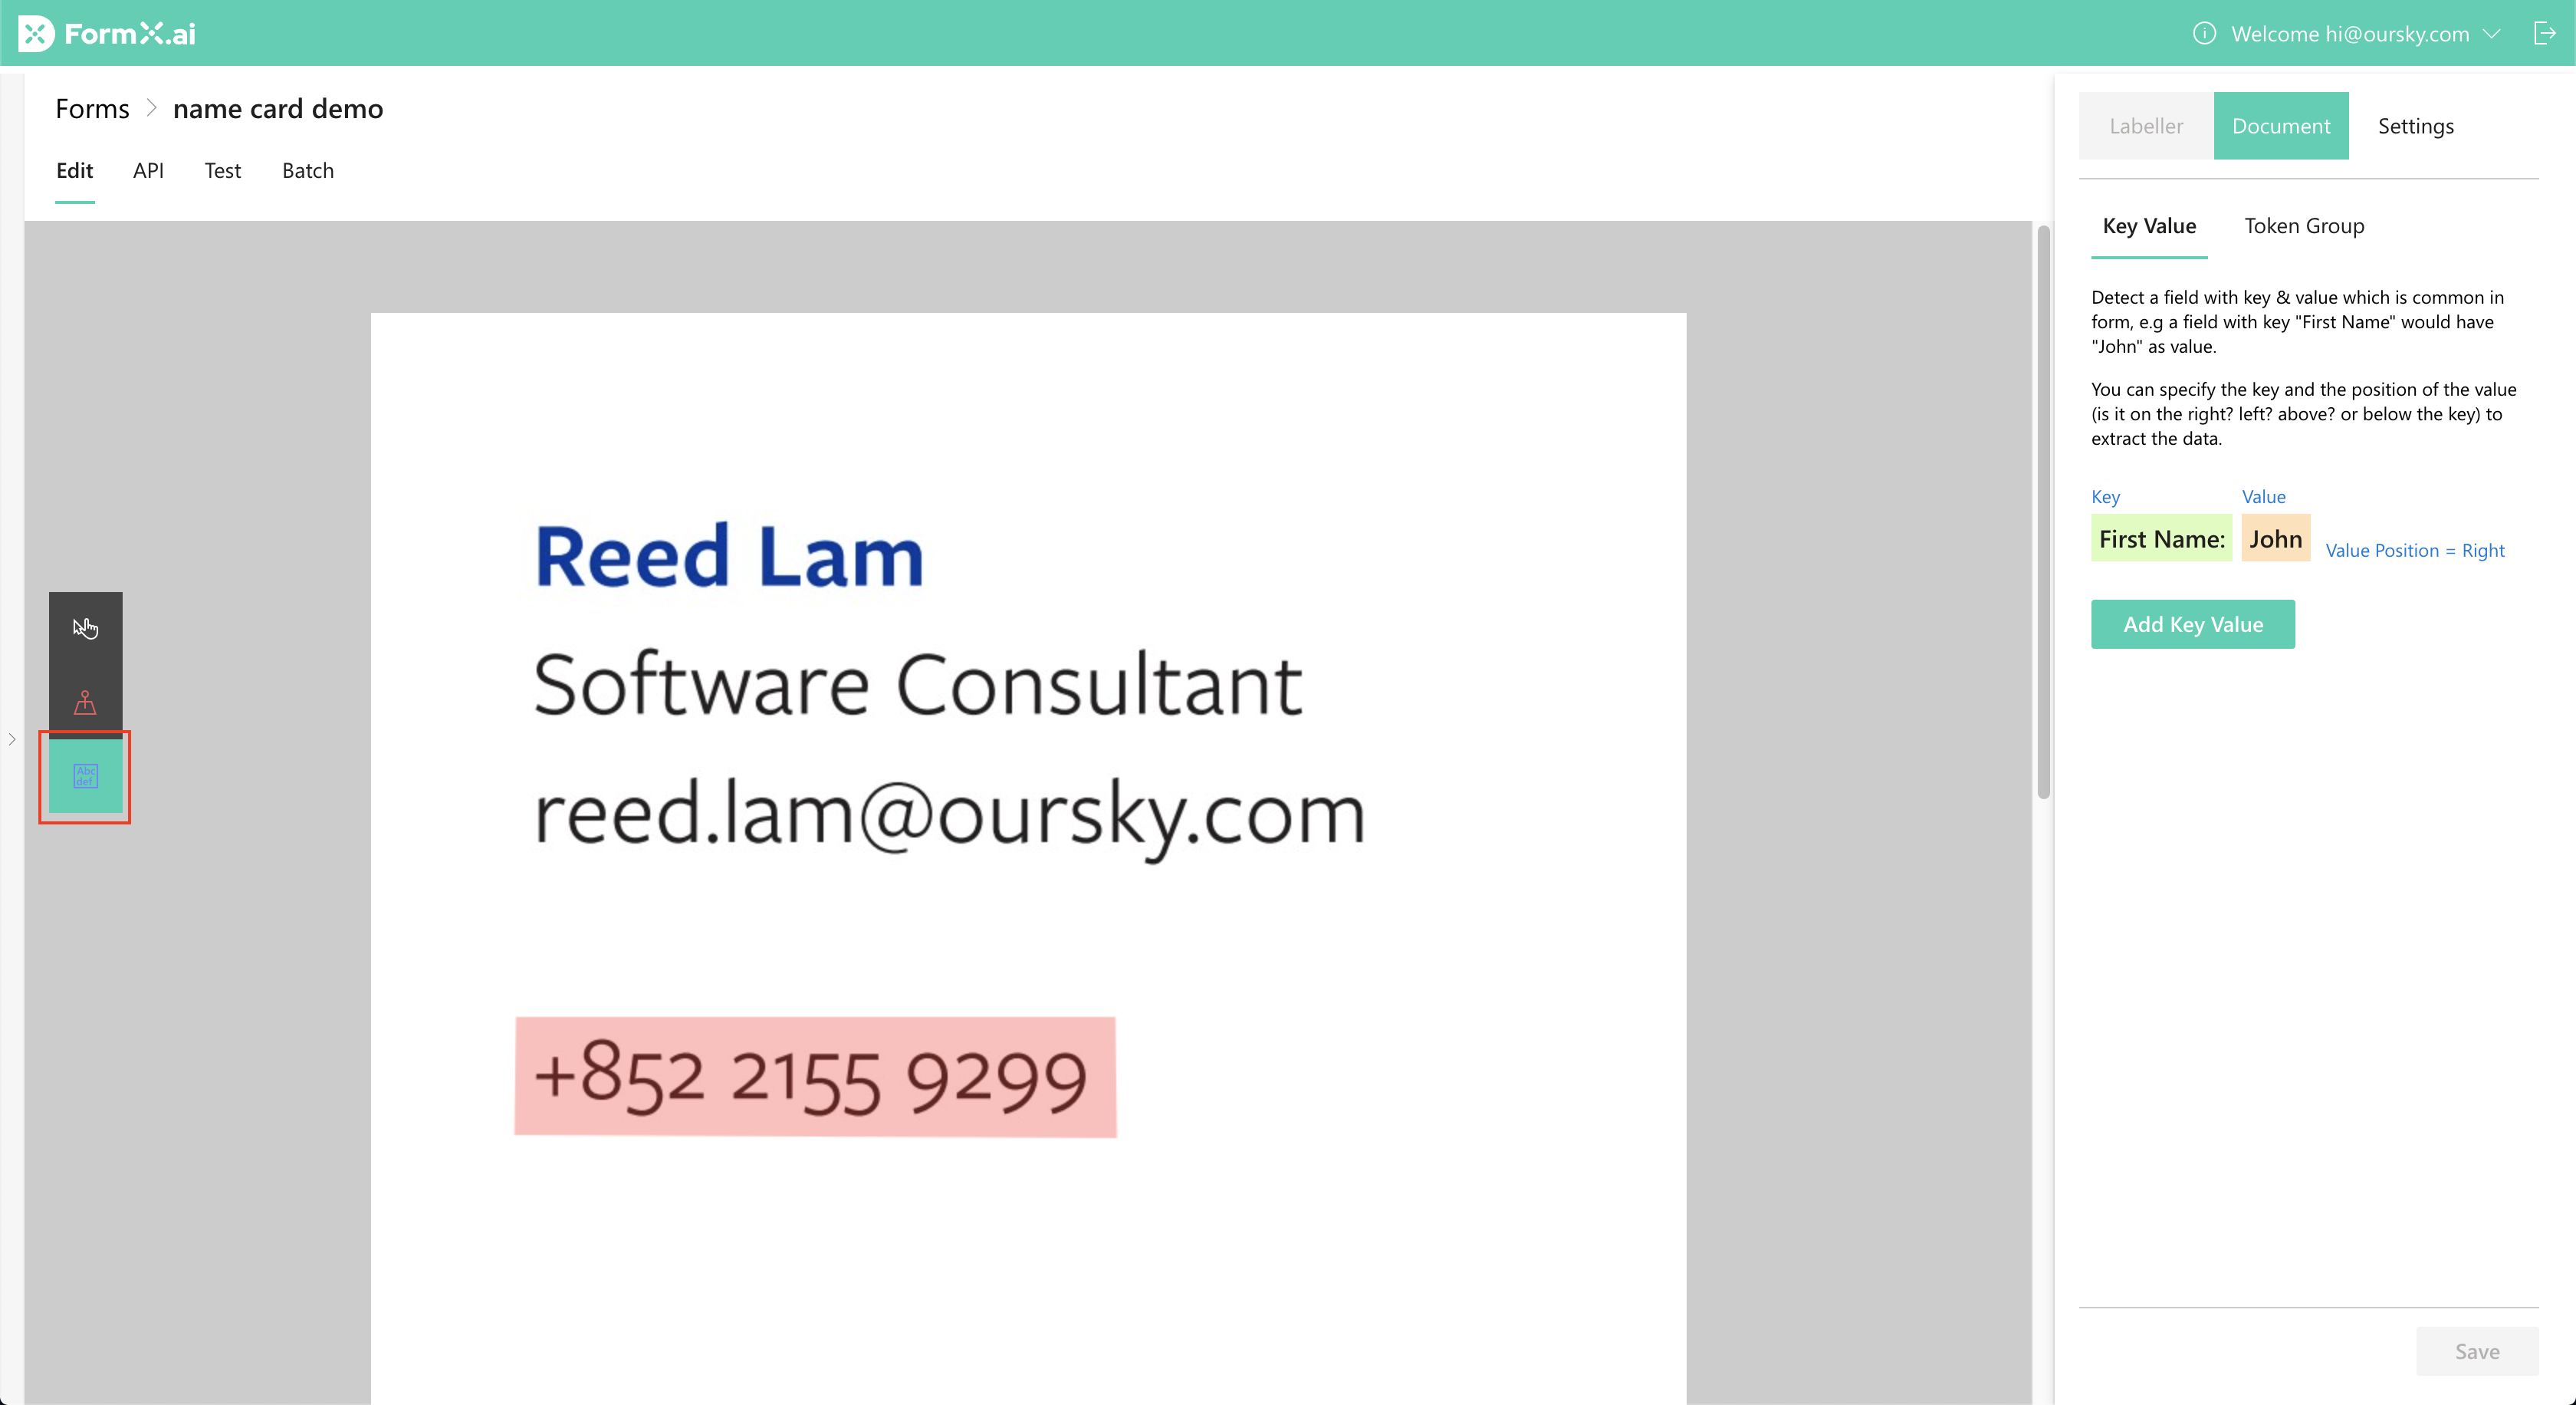 FormX.ai
Welcome hi@oursky.com
Forms > name card demo
Edit API Test Batch
Labeller Document Settings
Key Value Token Group
Detect a field with key & value which is common in
form, e.g a field with key "First Name" would have
"John" as value.
You can specify the key and the position of the value
(is it on the right? left? above? or below the key) to
extract the data.
Key Value
First Name: John Value Position = Right
Add Key Value
Save
Abc
def
Reed Lam
Software Consultant
reed.lam@oursky.com
+852 2155 9299